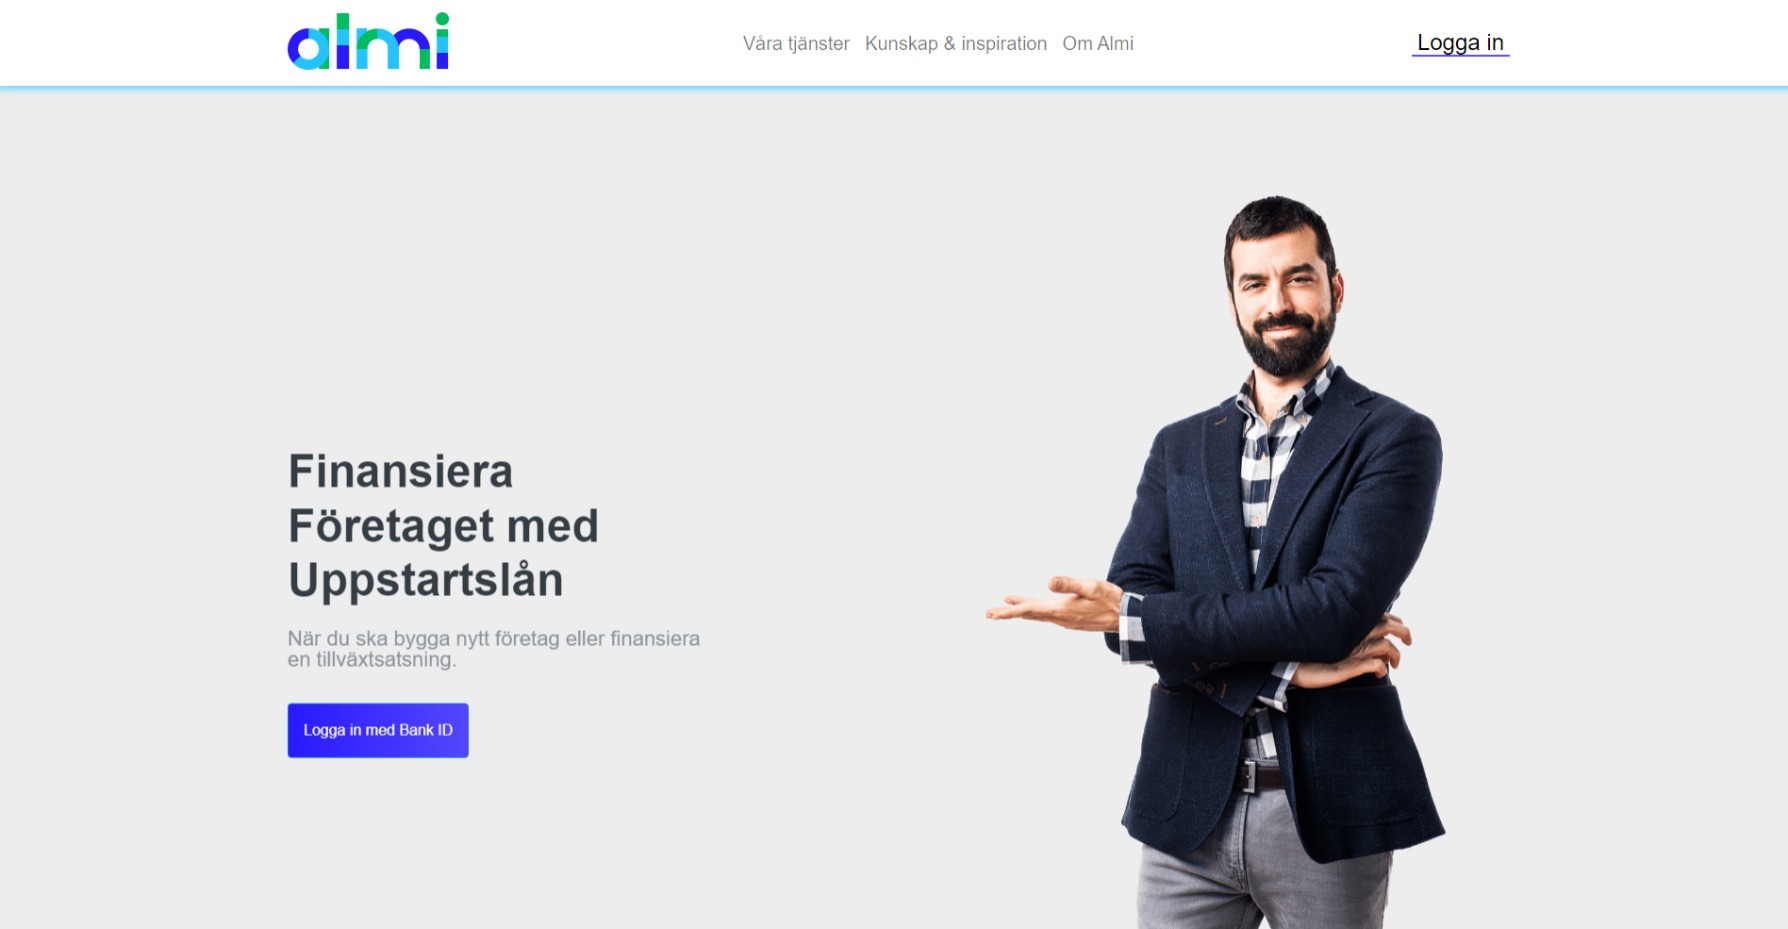 almi
Våra tjänster
Kunskap & inspiration
Om Almi
Logga in
Finansiera
Företaget med
Uppstartslån
När du ska bygga nytt företag eller finansiera
en tillväxtsatsning.
Logga in med Bank ID